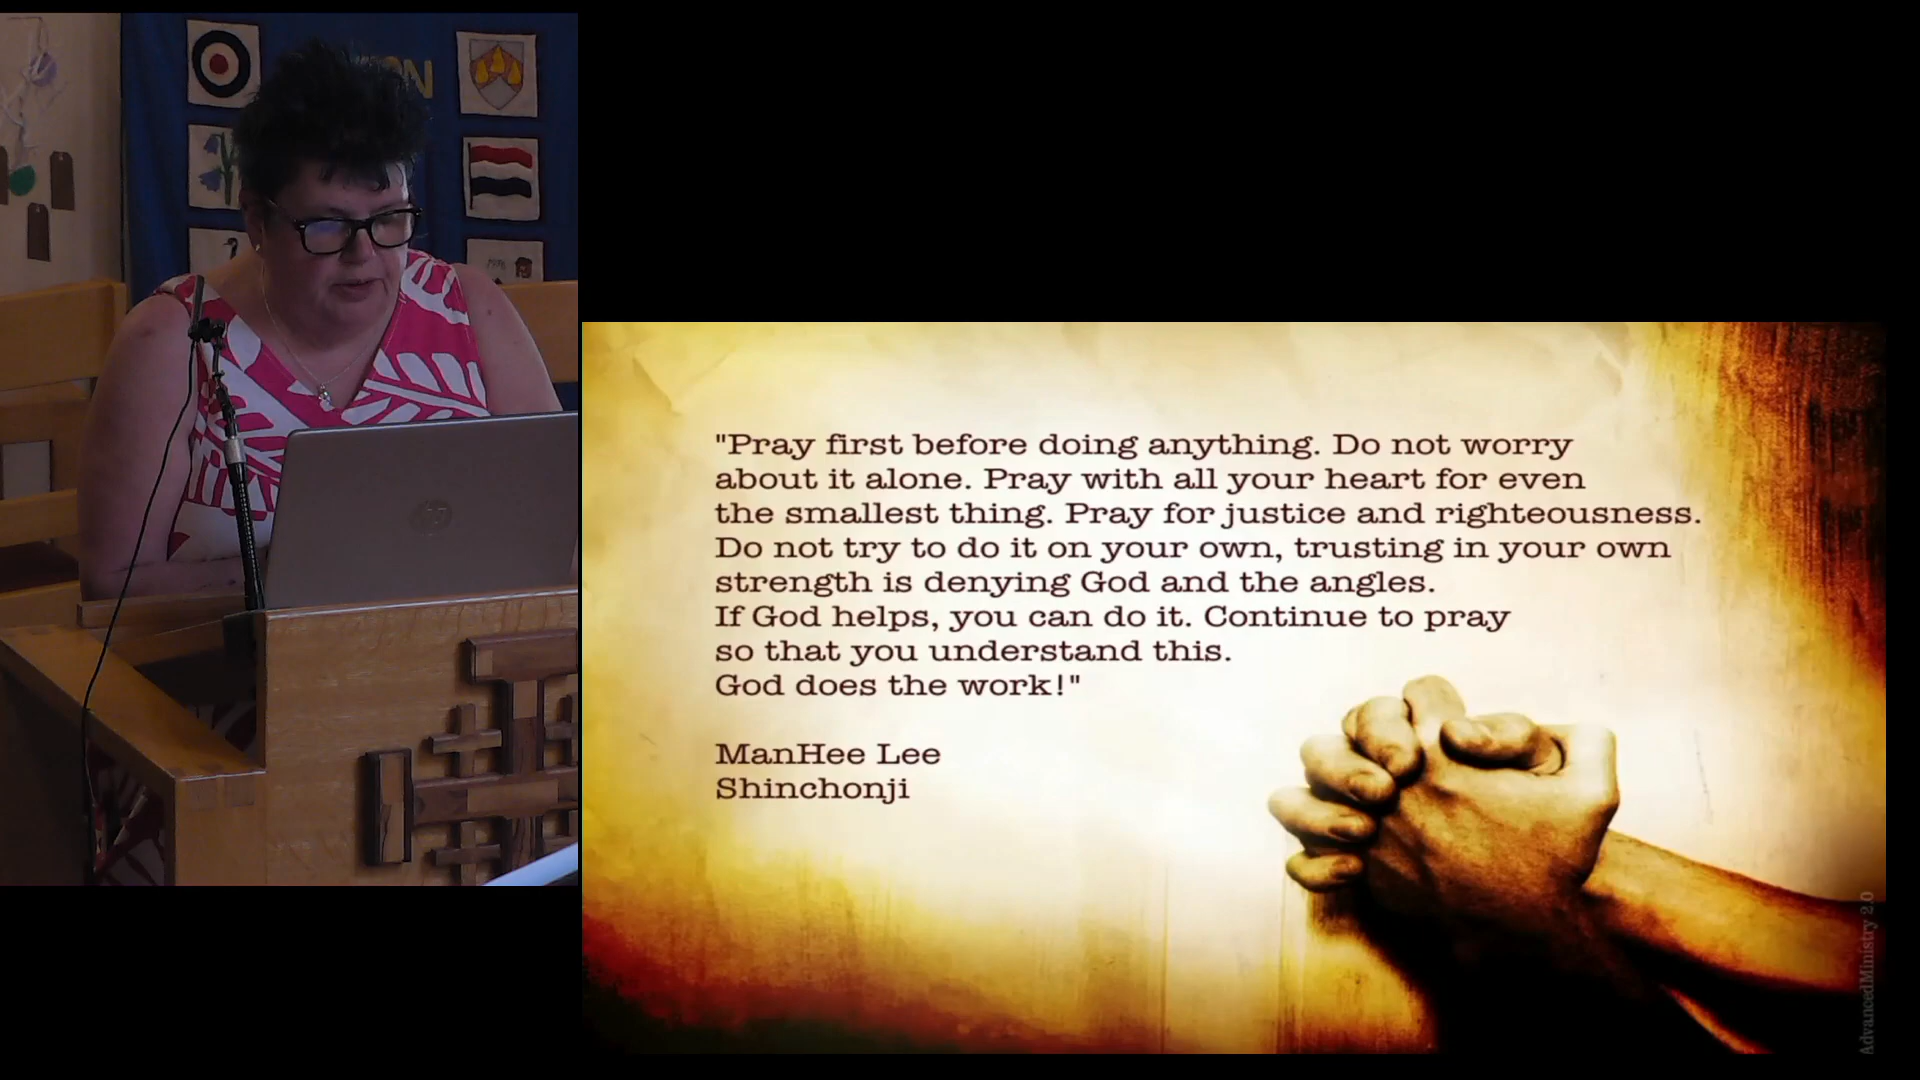 ON
1976
"Pray first before doing anything. Do not worry
about it alone. Pray with all your heart for even
the smallest thing. Pray for justice and righteousness.
Do not try to do it on your own, trusting in your own
strength is denying God and the angles.
If God helps, you can do it. Continue to pray
so that you understand this.
God does the work!"
ManHee Lee
Shinchonji
AdvancedMinistry 2.0